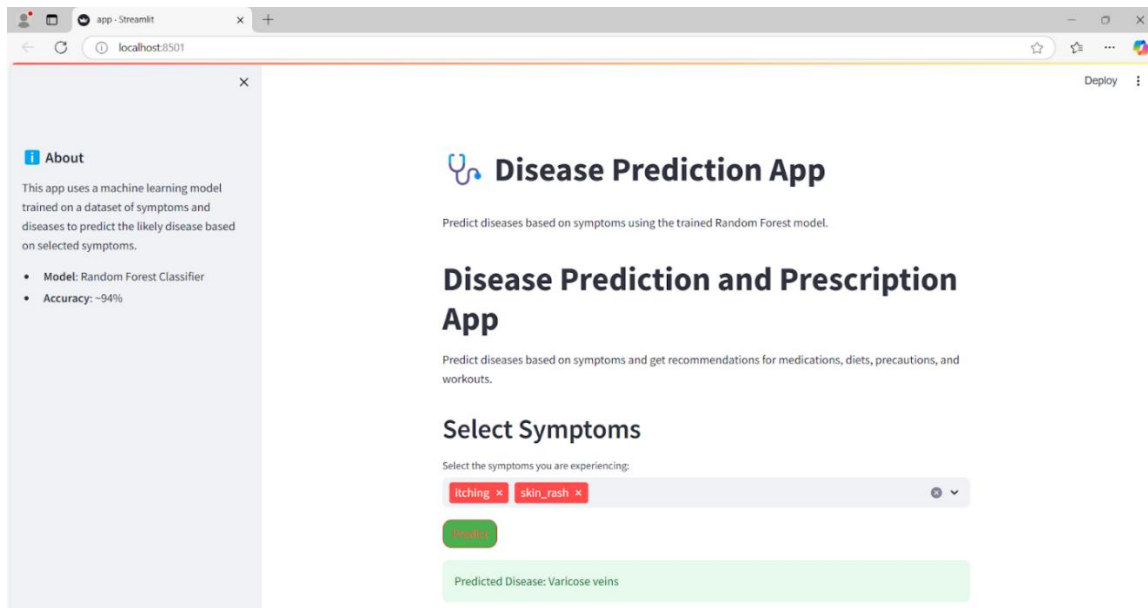 app - Streamlit
localhost:8501
Deploy
About
This app uses a machine learning model
trained on a dataset of symptoms and
diseases to predict the likely disease based
on selected symptoms.
• Model: Random Forest Classifier
• Accuracy: ~94%
Disease Prediction App
Predict diseases based on symptoms using the trained Random Forest model.
Disease Prediction and Prescription
App
Predict diseases based on symptoms and get recommendations for medications, diets, precautions, and
workouts.
Select Symptoms
Select the symptoms you are experiencing:
itching × skin_rash ×
Predict
Predicted Disease: Varicose veins